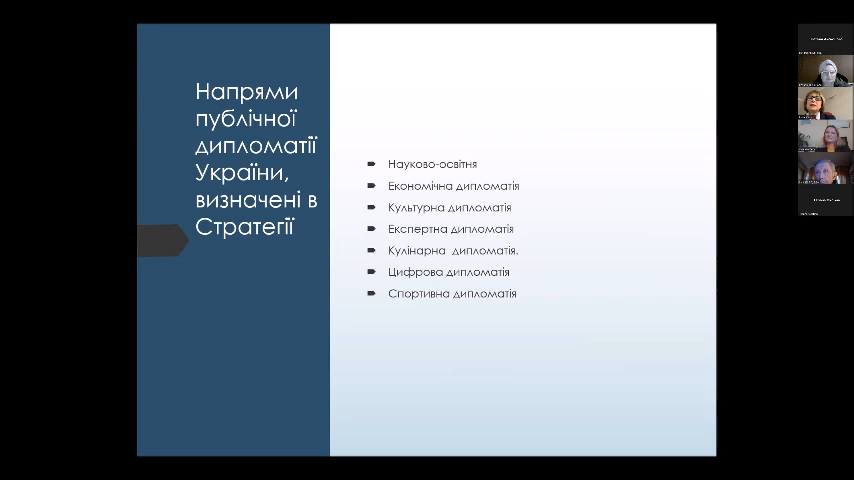 Напрями
публічної
дипломатії
України,
визначені в
Стратегії
Науково-освітня
Економічна дипломатія
Культурна дипломатія
Експертна дипломатія
Кулінарна дипломатія.
Цифрова дипломатія
Спортивна дипломатія